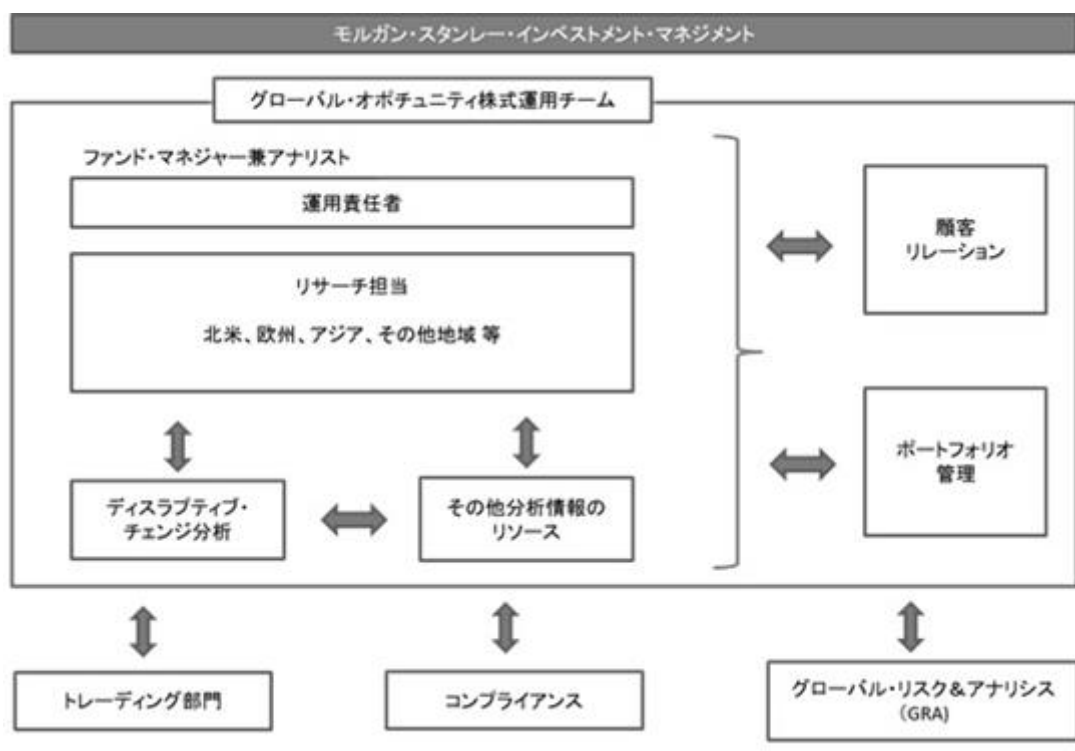 モルガン・スタンレー・インベストメント・マネジメント
グローバル・オポチュニティ株式運用チーム
ファンド・マネジャー兼アナリスト
運用責任者
リサーチ担当
北米、欧州、アジア、その他地域 等
ディスラプティブ・
チェンジ分析
その他分析情報の
リソース
顧客
リレーション
ポートフォリオ
管理
トレーディング部門
コンプライアンス
グローバル・リスク&アナリシス
(GRA)